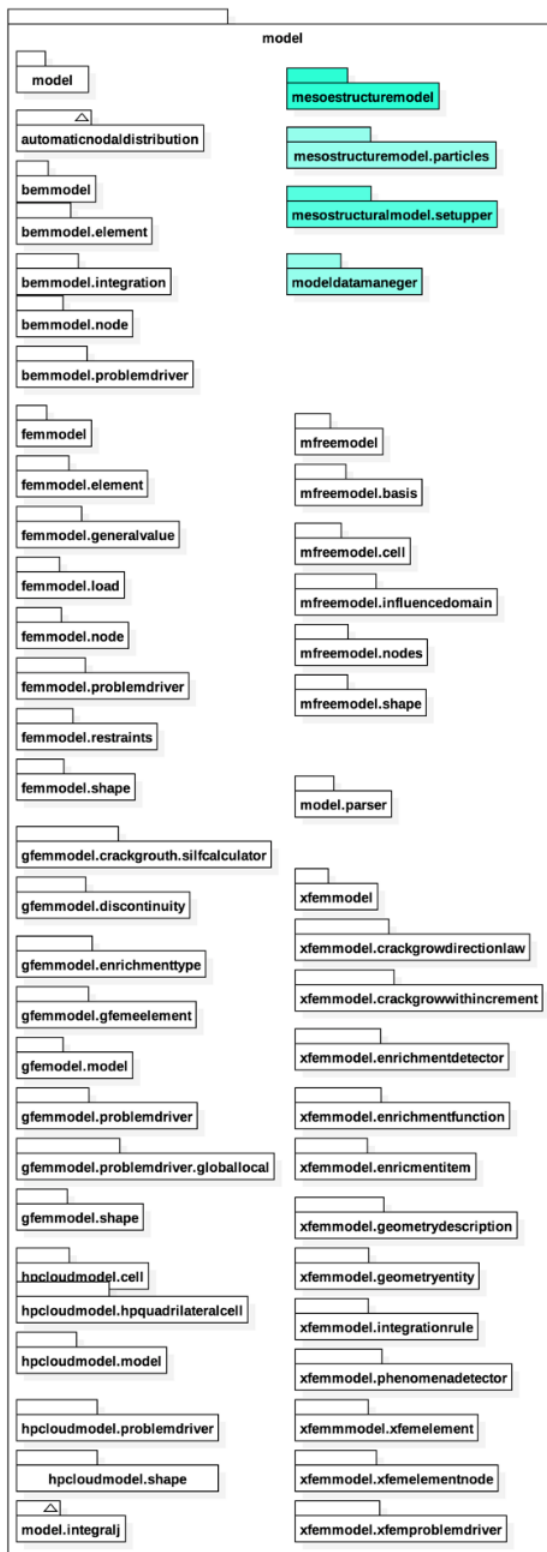 model
model
automaticnodaldistribution
bemmodel
bemmodel.element
bemmodel.integration
bemmodel.node
bemmodel.problemdriver
femmodel
femmodel.element
femmodel.generalvalue
femmodel.load
femmodel.node
femmodel.problemdriver
femmodel.restraints
femmodel.shape
gfemmodel.crackgrouth.silfcalculator
gfemmodel.discontinuity
gfemmodel.enrichmenttype
gfemmodel.gfemeelement
gfemodel.model
gfemmodel.problemdriver
gfemmodel.problemdriver.globallocal
gfemmodel.shape
hpcloudmodel.cell
hpcloudmodel.hpquadrilateralcell
hpcloudmodel.model
hpcloudmodel.problemdriver
hpcloudmodel.shape
model.integralj
mesoestructuremodel
mesostructuremodel.particles
mesostructuralmodel.setupper
modeldatamaneger
mfreemodel
mfreemodel.basis
mfreemodel.cell
mfreemodel.influencedomain
mfreemodel.nodes
mfreemodel.shape
model.parser
xfemmodel
xfemmodel.crackgrowdirectionlaw
xfemmodel.crackgrowwithincrement
xfemmodel.enrichmentdetector
xfemmodel.enrichmentfunction
xfemmodel.enricmentitem
xfemmodel.geometrydescription
xfemmodel.geometryentity
xfemmodel.integrationrule
xfemmodel.phenomenadetector
xfemmmodel.xfemelement
xfemmodel.xfemelementnode
xfemmodel.xfemproblemdriver